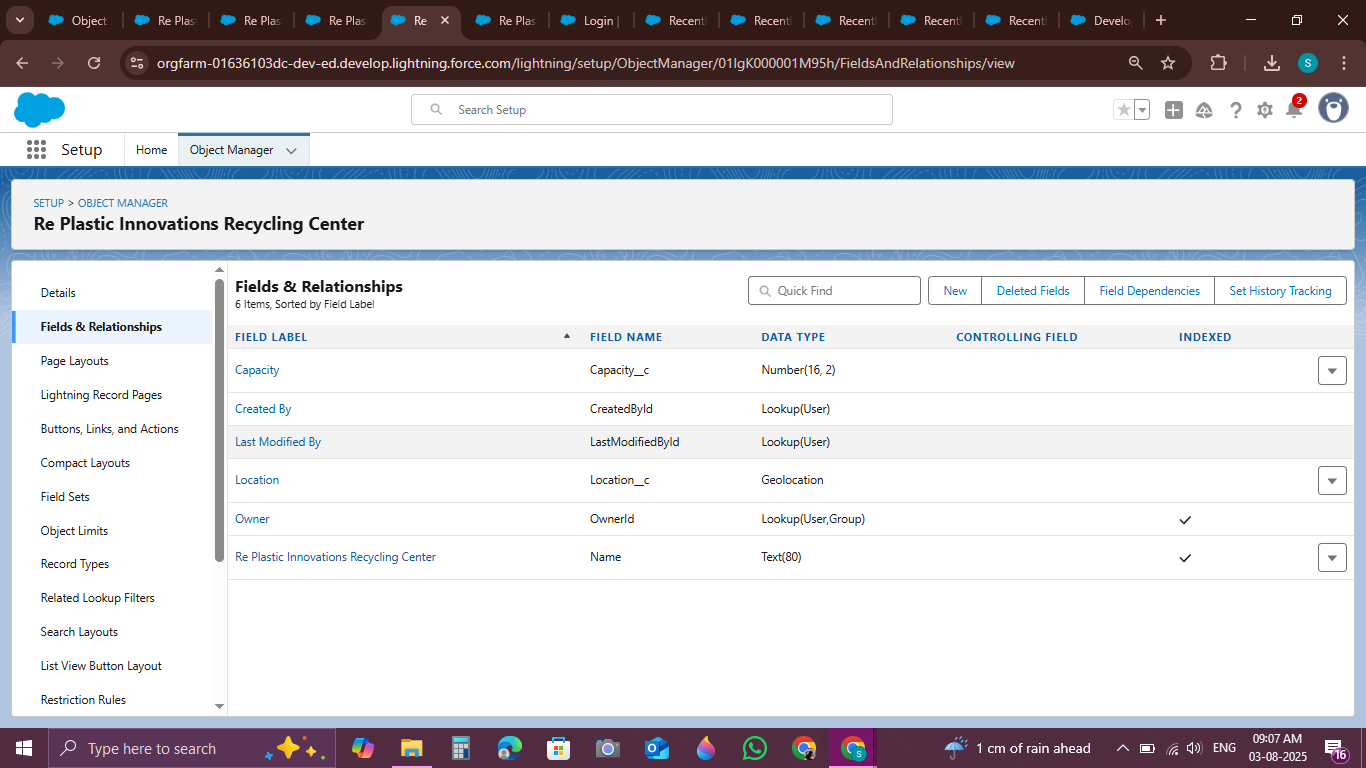 Object
Re Plast
Re Plas
Re Plas
Re
Re Plas
Login |
Recentl
Recentl
Recentl
Recentl
Recentl
Develo
orgfarm-01636103dc-dev-ed.develop.lightning.force.com/lightning/setup/ObjectManager/01IgK000001M95h/FieldsAndRelationships/view
S
Search Setup
2
Setup
Home
Object Manager
SETUP > OBJECT MANAGER
Re Plastic Innovations Recycling Center
Details
Fields & Relationships
Page Layouts
Lightning Record Pages
Buttons, Links, and Actions
Compact Layouts
Field Sets
Object Limits
Record Types
Related Lookup Filters
Search Layouts
List View Button Layout
Restriction Rules
Fields & Relationships
6 Items, Sorted by Field Label
Quick Find
New
Deleted Fields
Field Dependencies
Set History Tracking
FIELD LABEL FIELD NAME DATA TYPE CONTROLLING FIELD INDEXED
Capacity Capacity__c Number(16, 2)
Created By CreatedById Lookup(User)
Last Modified By LastModifiedById Lookup(User)
Location Location__c Geolocation
Owner OwnerId Lookup(User,Group)
Re Plastic Innovations Recycling Center Name Text(80)
Type here to search
S
1 cm of rain ahead
ENG
09:07 AM
03-08-2025
16